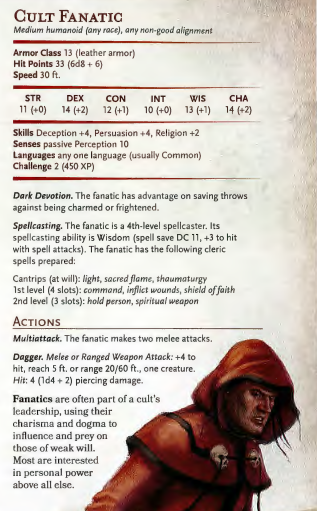 CULT FANATIC
Medium humanoid (any race), any non-good alignment
Armor Class 13 (leather armor)
Hit Points 33 (6d8 + 6)
Speed 30 ft.
STR DEX CON INT WIS CHA
11 (+0) 14 (+2) 12 (+1) 10 (+0) 13 (+1) 14 (+2)
Skills Deception +4, Persuasion +4, Religion +2
Senses passive Perception 10
Languages any one language (usually Common)
Challenge 2 (450 XP)
Dark Devotion. The fanatic has advantage on saving throws
against being charmed or frightened.
Spellcasting. The fanatic is a 4th-level spellcaster. Its
spellcasting ability is Wisdom (spell save DC 11, +3 to hit
with spell attacks). The fanatic has the following cleric
spells prepared:
Cantrips (at will): light, sacred flame, thaumaturgy
1st level (4 slots): command, inflict wounds, shield of faith
2nd level (3 slots): hold person, spiritual weapon
ACTIONS
Multiattack. The fanatic makes two melee attacks.
Dagger. Melee or Ranged Weapon Attack: +4 to
hit, reach 5 ft. or range 20/60 ft., one creature.
Hit: 4 (1d4 + 2) piercing damage.
Fanatics are often part of a cult's
leadership, using their
charisma and dogma to
influence and prey on
those of weak will.
Most are interested
in personal power
above all else.